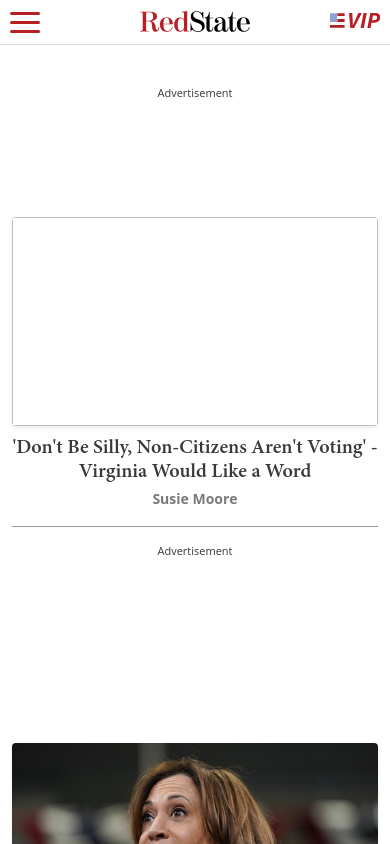 RedState
VIP
Advertisement
'Don't Be Silly, Non-Citizens Aren't Voting' -
Virginia Would Like a Word
Susie Moore
Advertisement